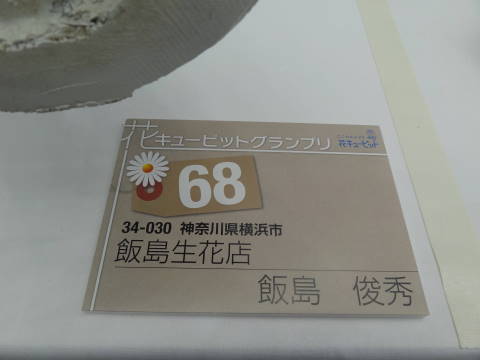 花キューピットグランプリ
花キューピット
68
34-030 神奈川県横浜市
飯島生花店
飯島 俊秀